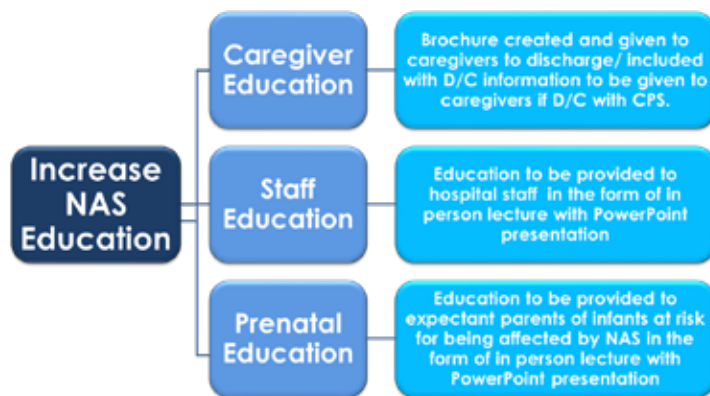 Increase
NAS
Education
Caregiver
Education
Brochure created and given to
caregivers to discharge/ included
with D/C information to be given to
caregivers if D/C with CPS.
Staff
Education
Education to be provided to
hospital staff in the form of in
person lecture with PowerPoint
presentation
Prenatal
Education
Education to be provided to
expectant parents of infants at risk
for being affected by NAS in the
form of in person lecture with
PowerPoint presentation